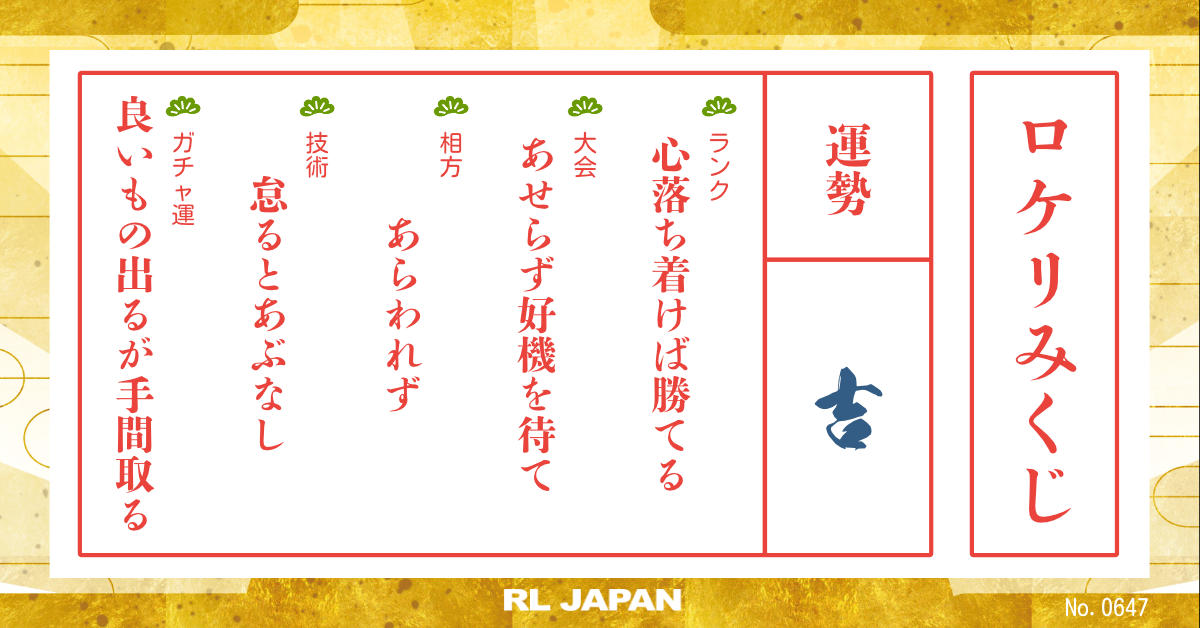 ロケリみくじ
運勢
吉
ランク
心落ち着けば勝てる
大会
あせらず好機を待て
相方
あらわれず
技術
怠るとあぶなし
ガチャ運
良いもの出るが手間取る
RL JAPAN
No. 0647